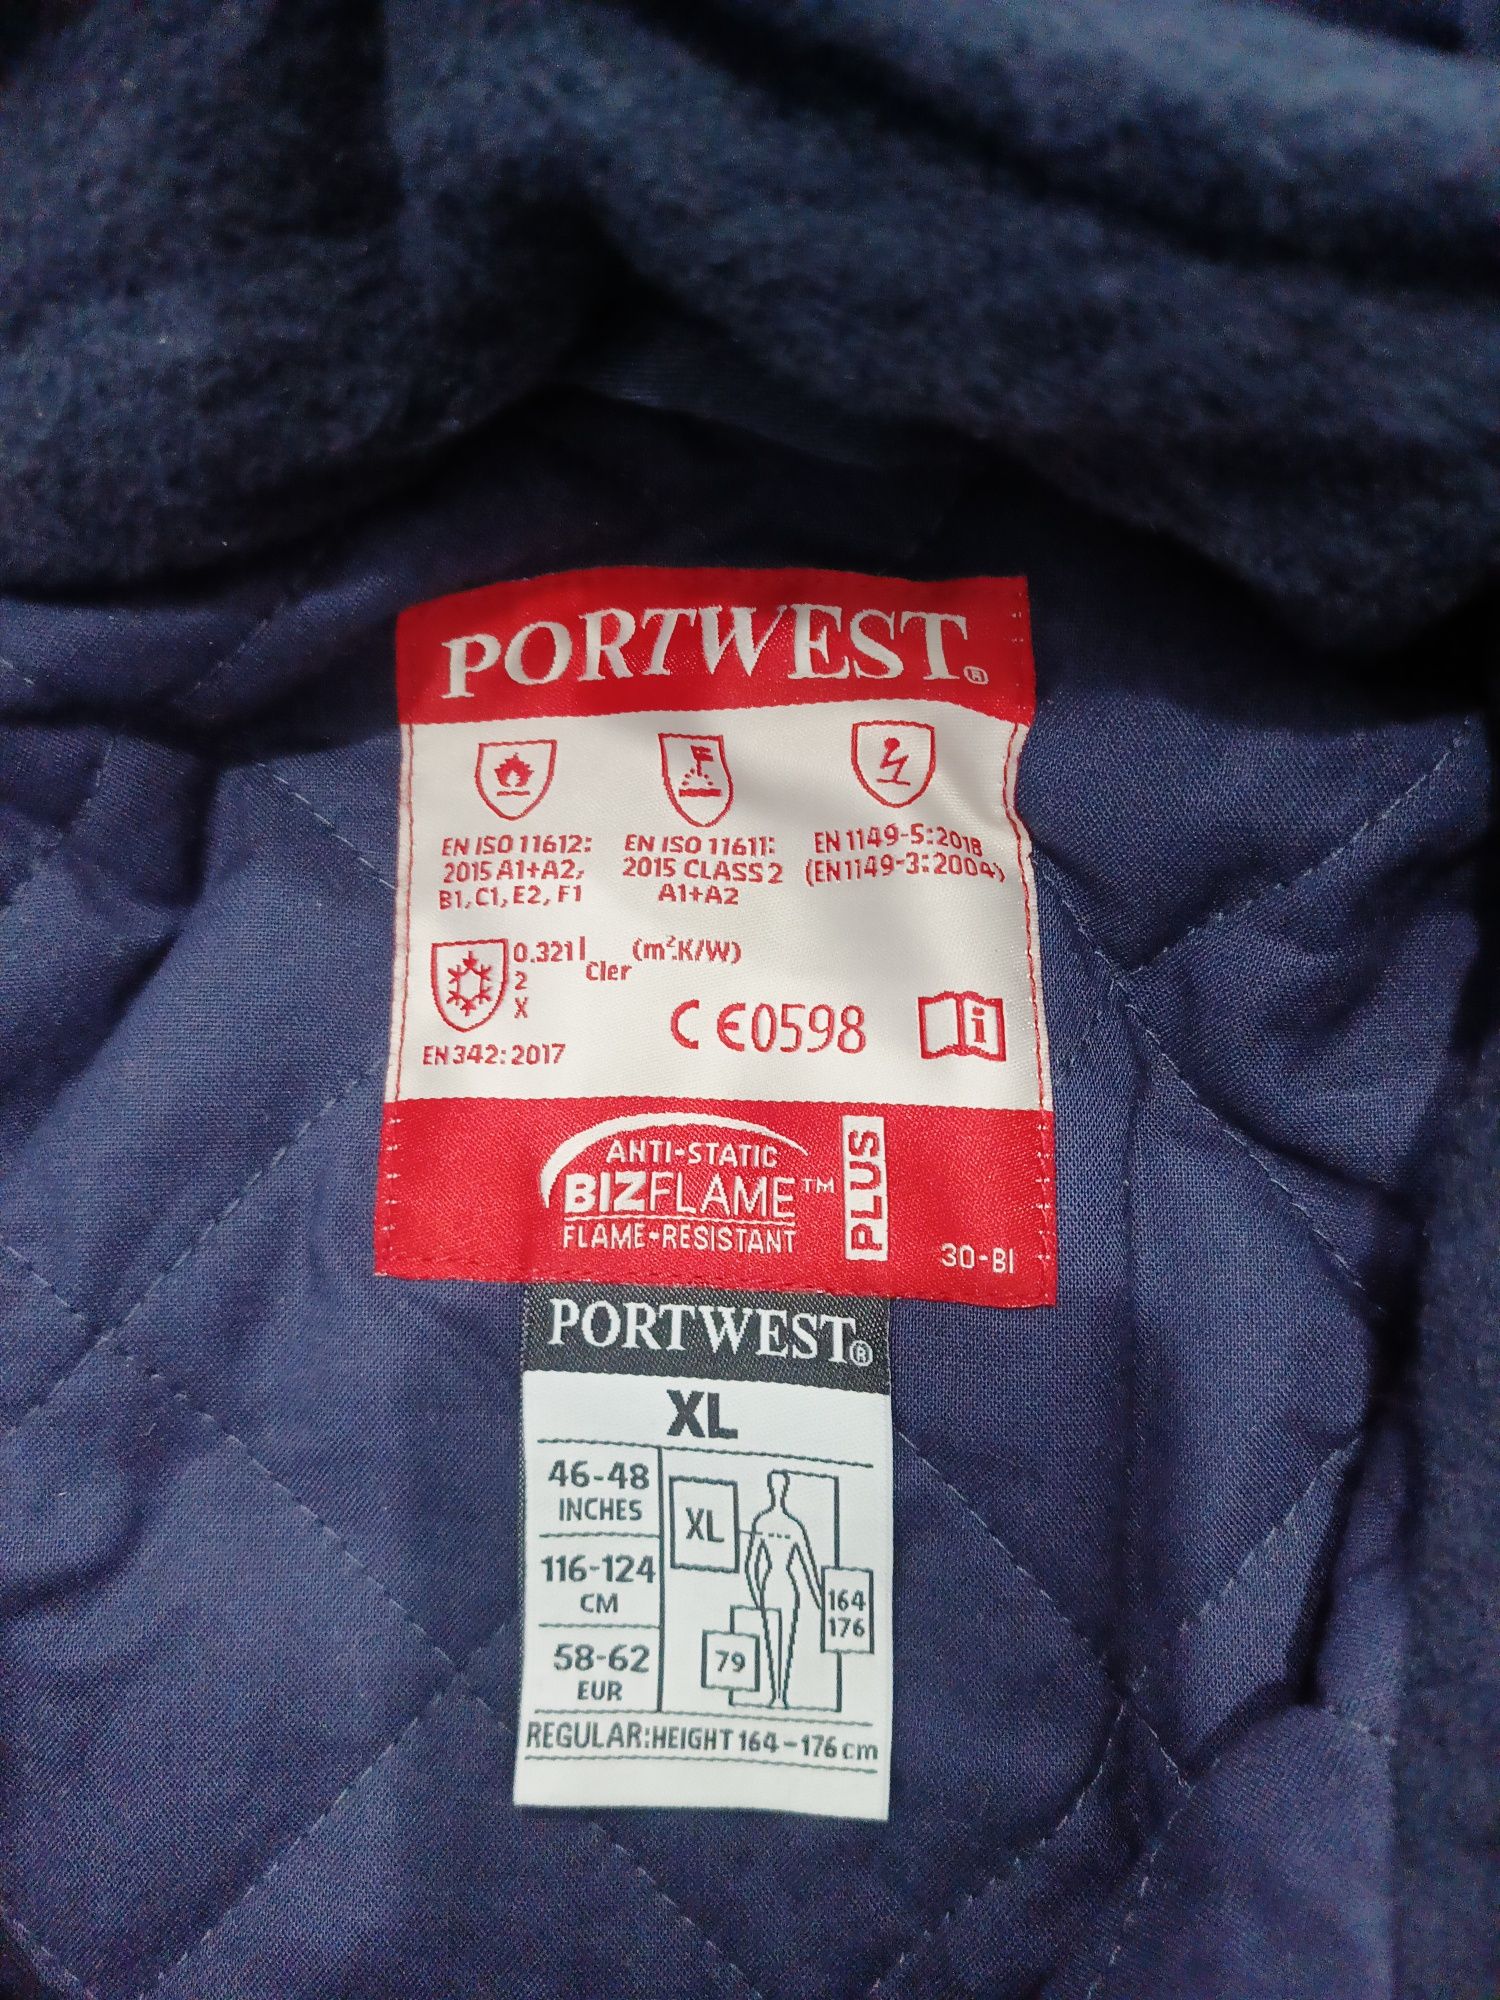 PORTWEST®
EN ISO 11612:
2015 A1+A2,
B1, C1, E2, F1
EN ISO 11611:
2015 CLASS 2
A1+A2
EN 1149-5:2018
(EN1149-3:2004)
0.321 I cler (m².K/W)
2
X
EN 342:2017
CE0598
i
ANTI-STATIC
BIZFLAME™
FLAME-RESISTANT
PLUS
30-BI
PORTWEST®
XL
46-48
INCHES
116-124
CM
58-62
EUR
XL
164
176
79
REGULAR:HEIGHT 164-176 cm